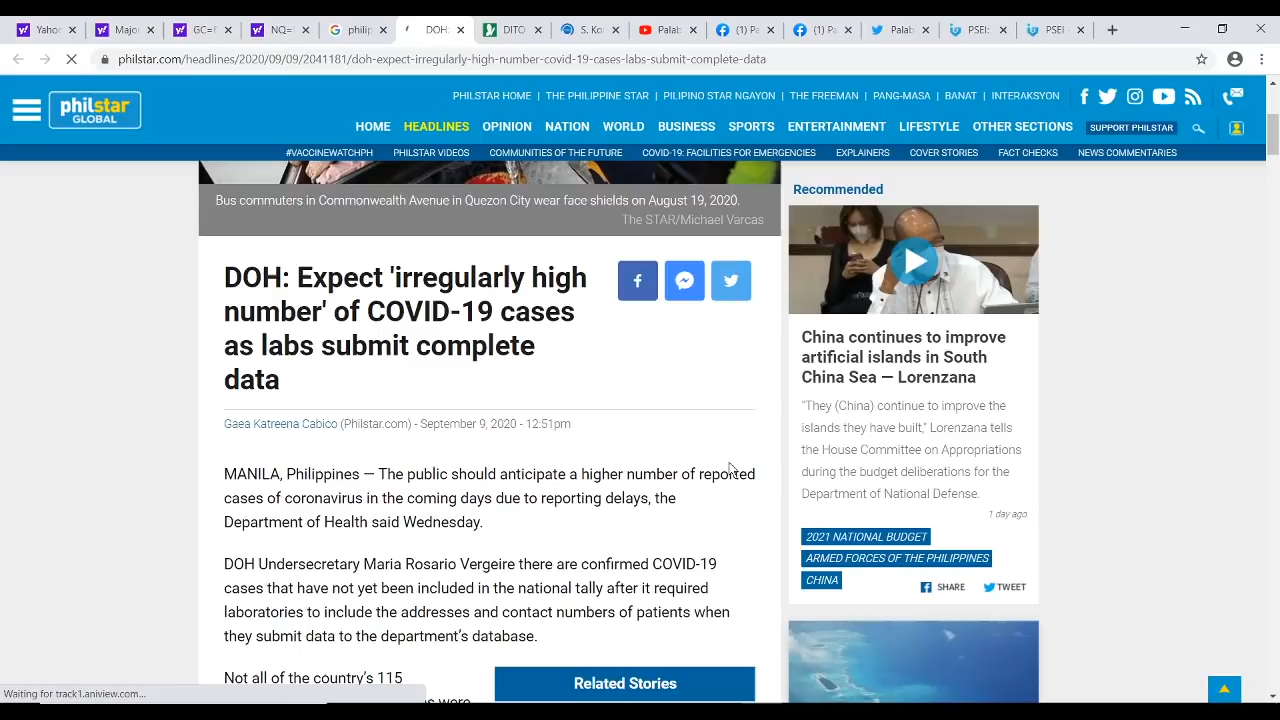 Yahoo
Major
GC=F
NQ=
philip
DOH:
DITO
S. Ko
Palab
(1) Pa
(1) Pa
Palab
PSEI:
PSEI -
philstar.com/headlines/2020/09/09/2041181/doh-expect-irregularly-high-number-covid-19-cases-labs-submit-complete-data
philstar
GLOBAL
PHILSTAR HOME | THE PHILIPPINE STAR | PILIPINO STAR NGAYON | THE FREEMAN | PANG-MASA | BANAT | INTERAKSYON
HOME HEADLINES OPINION NATION WORLD BUSINESS SPORTS ENTERTAINMENT LIFESTYLE OTHER SECTIONS SUPPORT PHILSTAR
#VACCINEWATCHPH PHILSTAR VIDEOS COMMUNITIES OF THE FUTURE COVID-19: FACILITIES FOR EMERGENCIES EXPLAINERS COVER STORIES FACT CHECKS NEWS COMMENTARIES
Bus commuters in Commonwealth Avenue in Quezon City wear face shields on August 19, 2020.
The STAR/Michael Varcas
DOH: Expect 'irregularly high
number' of COVID-19 cases
as labs submit complete
data
Gaea Katreena Cabico (Philstar.com) - September 9, 2020 - 12:51pm
MANILA, Philippines — The public should anticipate a higher number of reported
cases of coronavirus in the coming days due to reporting delays, the
Department of Health said Wednesday.
DOH Undersecretary Maria Rosario Vergeire there are confirmed COVID-19
cases that have not yet been included in the national tally after it required
laboratories to include the addresses and contact numbers of patients when
they submit data to the department's database.
Not all of the country's 115
Related Stories
Recommended
China continues to improve
artificial islands in South
China Sea — Lorenzana
"They (China) continue to improve the
islands they have built," Lorenzana tells
the House Committee on Appropriations
during the budget deliberations for the
Department of National Defense.
1 day ago
2021 NATIONAL BUDGET
ARMED FORCES OF THE PHILIPPINES
CHINA
SHARE TWEET
Waiting for track1.aniview.com...